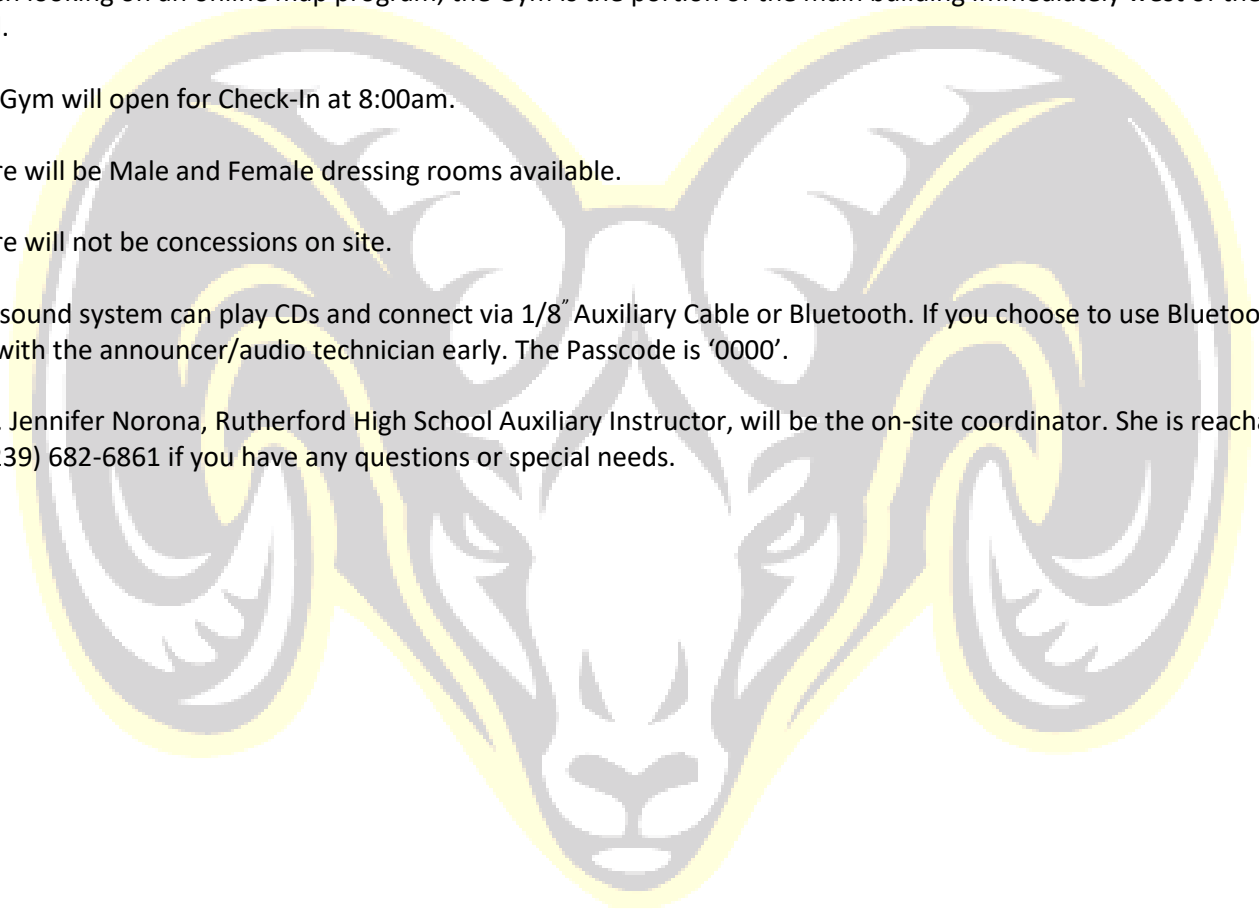 looking on an online map program, the Gym is the portion of the main building immediately west of the
.
Gym will open for Check-In at 8:00am.
re will be Male and Female dressing rooms available.
re will not be concessions on site.
sound system can play CDs and connect via 1/8″ Auxiliary Cable or Bluetooth. If you choose to use Bluetoo
with the announcer/audio technician early. The Passcode is ‘0000’.
. Jennifer Norona, Rutherford High School Auxiliary Instructor, will be the on-site coordinator. She is reacha
39) 682-6861 if you have any questions or special needs.